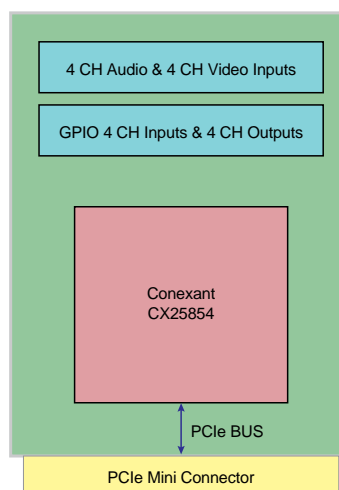 4 CH Audio & 4 CH Video Inputs
GPIO 4 CH Inputs & 4 CH Outputs
Conexant
CX25854
PCIe BUS
PCIe Mini Connector